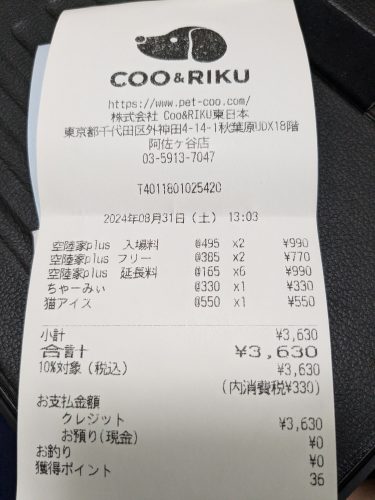 COO&RIKU
https://www.pet-coo.com/
株式会社 Coo&RIKU東日本
東京都千代田区外神田4-14-1秋葉原UDX18階
阿佐ヶ谷店
03-5913-7047
T4011801025420
2024年08月31日(土) 13:03
空陸家plus 入場料 @495 x2 ¥990
空陸家plus フリー @385 x2 ¥770
空陸家plus 延長料 @165 x6 ¥990
ちゃーみぃ @330 x1 ¥330
猫アイス @550 x1 ¥550
小計 ¥3,630
合計 ¥3,630
10%対象(税込) ¥3,630
(内消費税¥330)
お支払金額
クレジット ¥3,630
お預り(現金) ¥0
お釣り ¥0
獲得ポイント 36